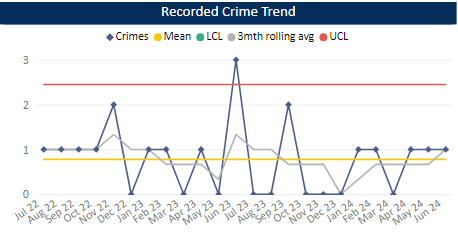 Recorded Crime Trend
Crimes Mean LCL 3mth rolling avg UCL
3
2
1
0
Jul 22 Aug 22 Sep 22 Oct 22 Nov 22 Dec 22 Jan 23 Feb 23 Mar 23 Apr 23 May 23 Jun 23 Jul 23 Aug 23 Sep 23 Oct 23 Nov 23 Dec 23 Jan 24 Feb 24 Mar 24 Apr 24 May 24 Jun 24